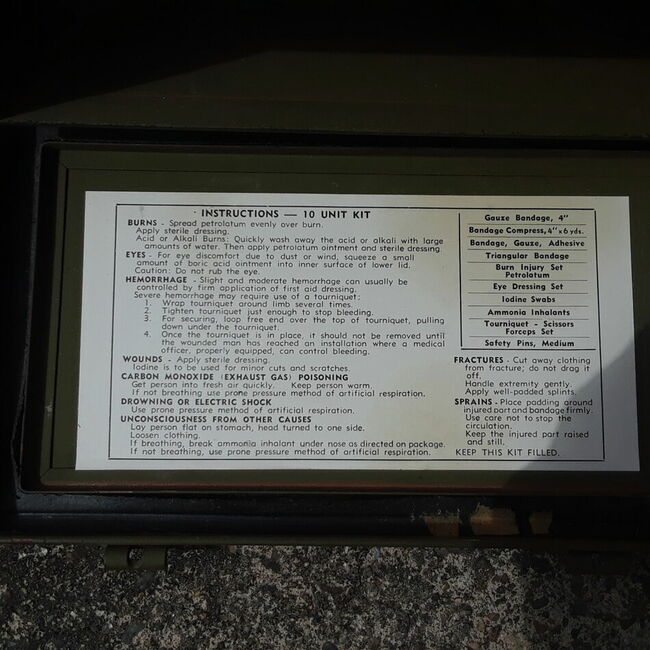 INSTRUCTIONS — 10 UNIT KIT
BURNS - Spread petrolatum evenly over burn.
Apply sterile dressing.
Acid or Alkali Burns: Quickly wash away the acid or alkali with large
amounts of water. Then apply petrolatum ointment and sterile dressing.
EYES - For eye discomfort due to dust or wind, squeeze a small
amount of boric acid ointment into inner surface of lower lid.
Caution: Do not rub the eye.
HEMORRHAGE - Slight and moderate hemorrhage can usually be
controlled by firm application of first aid dressing.
Severe hemorrhage may require use of a tourniquet:
1. Wrap tourniquet around limb several times.
2. Tighten tourniquet just enough to stop bleeding.
3. For securing, loop free end over the top of tourniquet, pulling
down under the tourniquet.
4. Once the tourniquet is in place, it should not be removed until
the wounded man has reached an installation where a medical
officer, properly equipped, can control bleeding.
WOUNDS - Apply sterile dressing.
Iodine is to be used for minor cuts and scratches.
CARBON MONOXIDE (EXHAUST GAS) POISONING
Get person into fresh air quickly. Keep person warm.
If not breathing use prone pressure method of artificial respiration.
DROWNING OR ELECTRIC SHOCK
Use prone pressure method of artificial respiration.
UNCONSCIOUSNESS FROM OTHER CAUSES
Lay person flat on stomach, head turned to one side.
Loosen clothing.
If breathing, break ammonia inhalant under nose as directed on package.
If not breathing, use prone pressure method of artificial respiration.
Gauze Bandage, 4"
Bandage Compress, 4" x 6 yds.
Bandage, Gauze, Adhesive
Triangular Bandage
Burn Injury Set
Petrolatum
Eye Dressing Set
Iodine Swabs
Ammonia Inhalants
Tourniquet - Scissors
Forceps Set
Safety Pins, Medium
FRACTURES - Cut away clothing
from fracture; do not drag it
off.
Handle extremity gently.
Apply well-padded splints.
SPRAINS - Place padding around
injured part and bandage firmly.
Use care not to stop the
circulation.
Keep the injured part raised
and still.
KEEP THIS KIT FILLED.